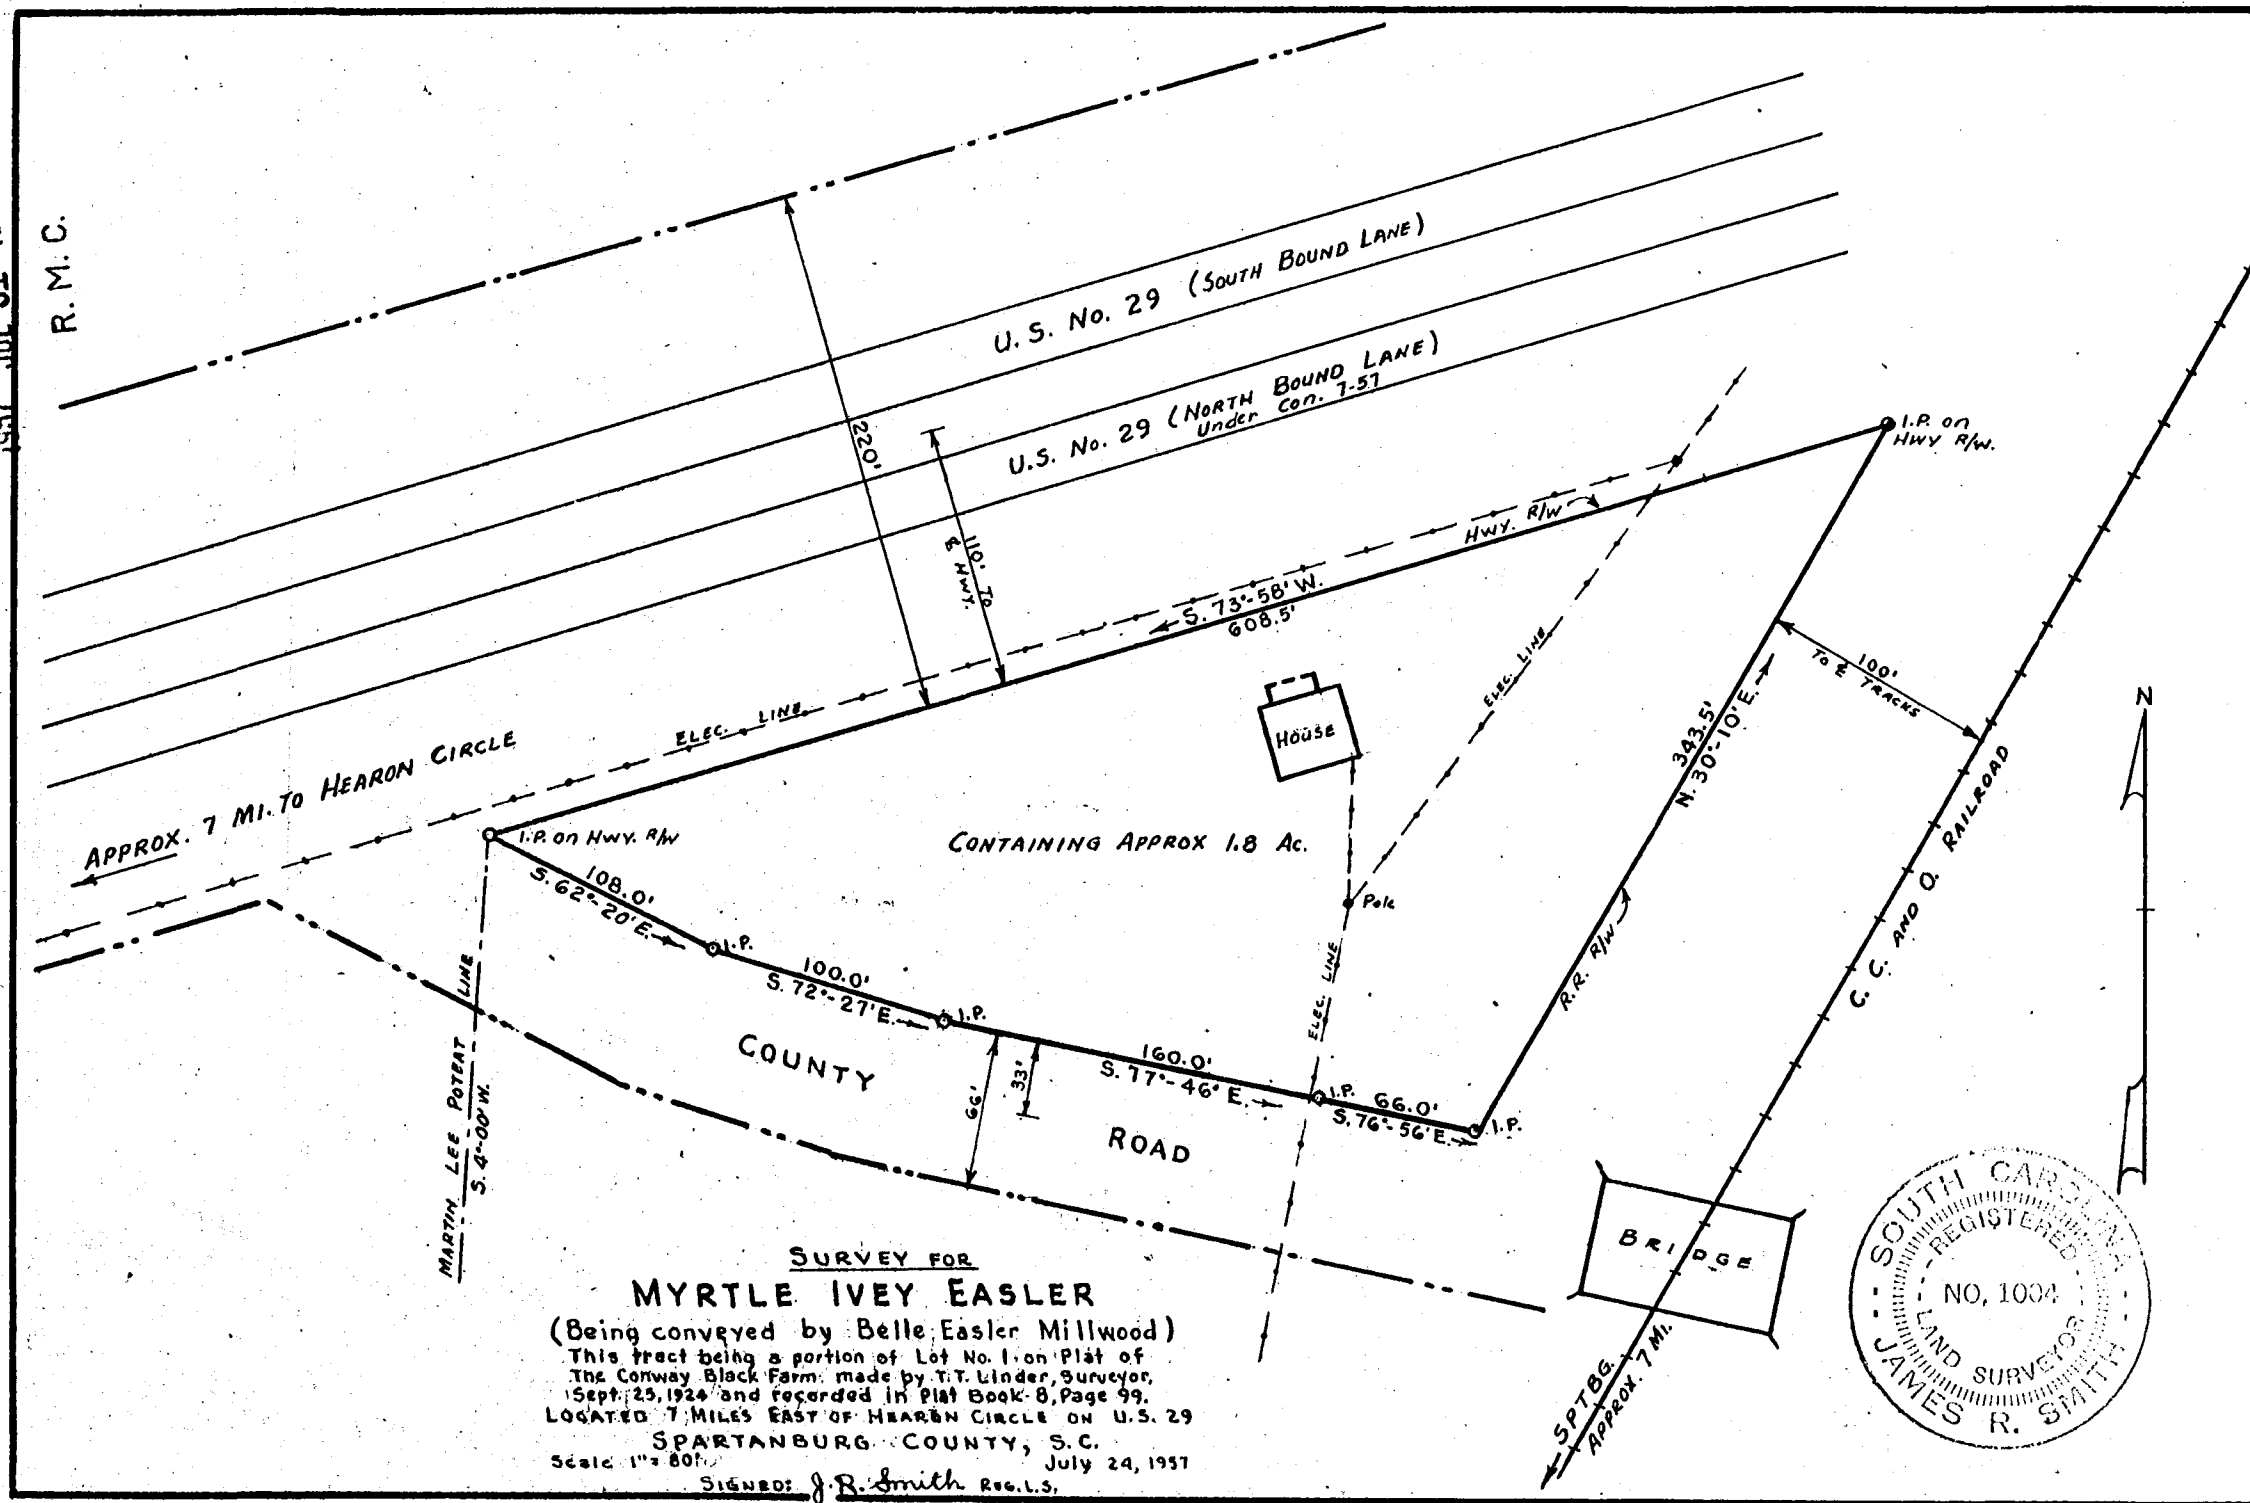 R. M. C.
U. S. No. 29 (SOUTH BOUND LANE)
U. S. No. 29 (NORTH BOUND LANE)
Under Con. 7-57
220'
110' TO
℄ HWY.
I.P. on
HWY R/W.
HWY. R/W
S. 73°-58' W.
608.5'
ELEC. LINE
ELEC. LINE
HOUSE
100'
TO ℄ TRACKS
343.5'
N. 30°-10' E.
N
APPROX. 7 MI. TO HEARON CIRCLE
I.P. on HWY. R/W
CONTAINING APPROX 1.8 Ac.
C. C. AND O. RAILROAD
108.0'
S. 62°-20' E.
I.P.
Pole
R.R. R/W
ELEC. LINE
100.0'
S. 72°-27' E.
I.P.
MARTIN LEE POTEAT LINE
S. 4°-00' W.
COUNTY
ROAD
66'
33'
160.0'
S. 77°-46' E.
I.P.
66.0'
S. 76°-56' E.
I.P.
BRIDGE
SPTBG.
APPROX. 7 MI.
SURVEY FOR
MYRTLE IVEY EASLER
(Being conveyed by Belle Easler Millwood)
This tract being a portion of Lot No. 1 on Plat of
The Conway Black Farm made by T.T. Linder, Surveyor,
Sept. 25, 1924 and recorded in Plat Book 8, Page 99.
LOCATED 7 MILES EAST OF HEARON CIRCLE ON U.S. 29
SPARTANBURG COUNTY, S.C.
Scale 1" = 80'
July 24, 1957
SIGNED: J. R. Smith REG. L.S.
SOUTH CAROLINA
REGISTERED
NO. 1004
LAND SURVEYOR
JAMES R. SMITH